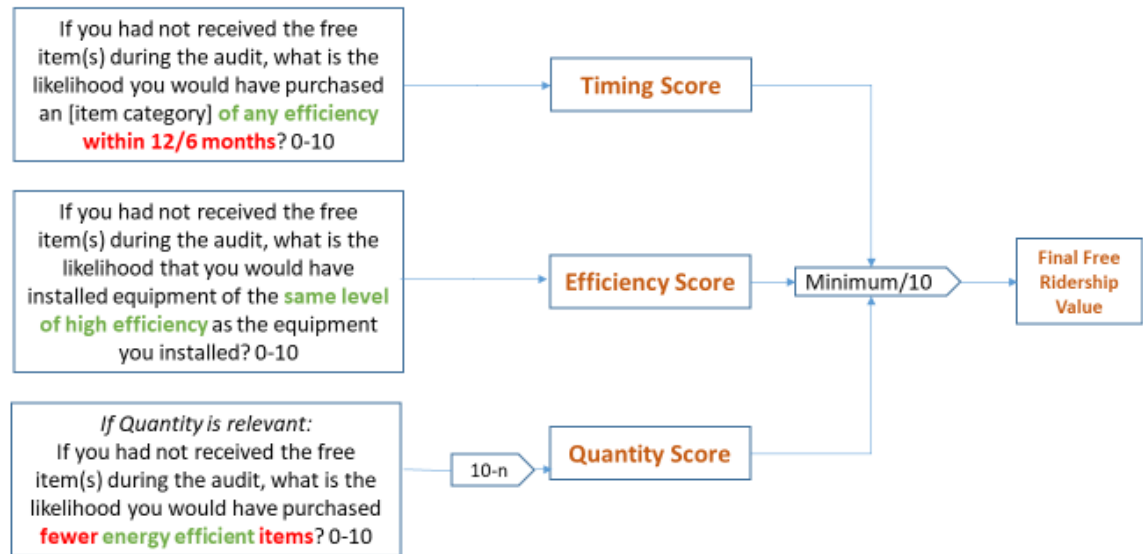 If you had not received the free
item(s) during the audit, what is the
likelihood you would have purchased
an [item category] of any efficiency
within 12/6 months? 0-10
Timing Score
If you had not received the free
item(s) during the audit, what is the
likelihood that you would have
installed equipment of the same level
of high efficiency as the equipment
you installed? 0-10
Efficiency Score
Minimum/10
Final Free
Ridership
Value
If Quantity is relevant:
If you had not received the free
item(s) during the audit, what is the
likelihood you would have purchased
fewer energy efficient items? 0-10
10-n
Quantity Score